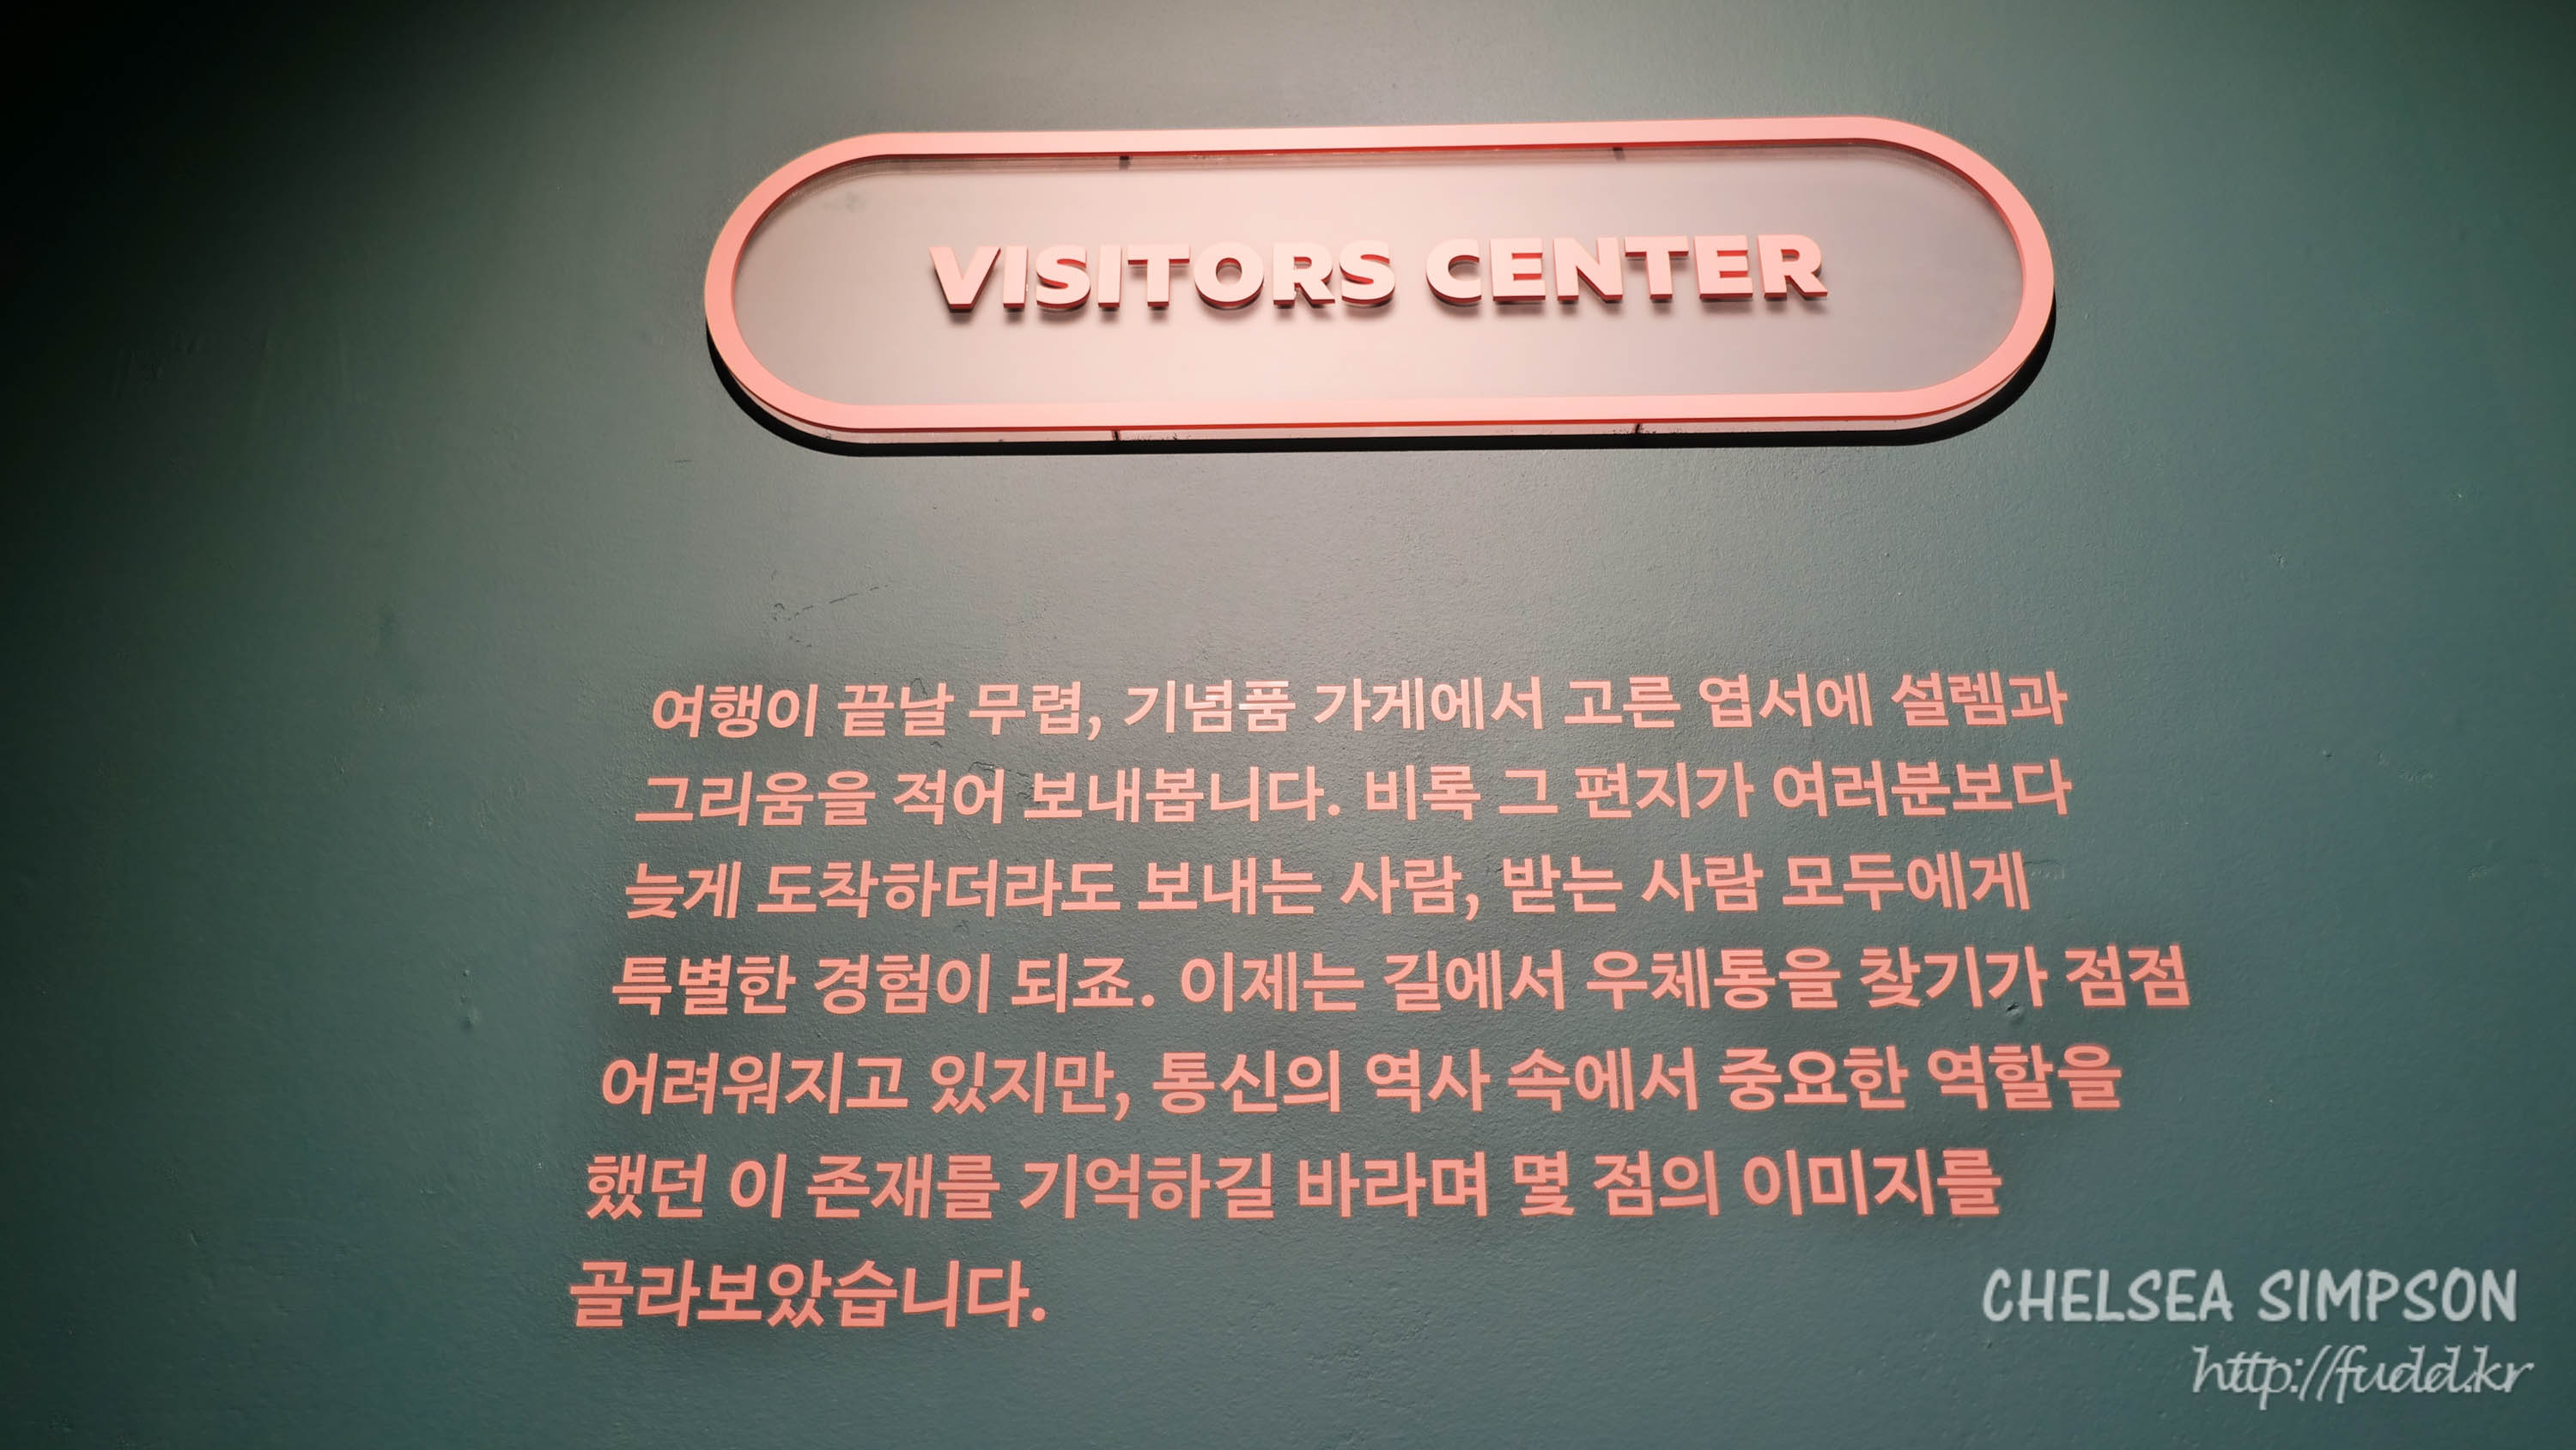 VISITORS CENTER
여행이 끝날 무렵, 기념품 가게에서 고른 엽서에 설렘과
그리움을 적어 보내봅니다. 비록 그 편지가 여러분보다
늦게 도착하더라도 보내는 사람, 받는 사람 모두에게
특별한 경험이 되죠. 이제는 길에서 우체통을 찾기가 점점
어려워지고 있지만, 통신의 역사 속에서 중요한 역할을
했던 이 존재를 기억하길 바라며 몇 점의 이미지를
골라보았습니다.
CHELSEA SIMPSON
http://fudd.kr